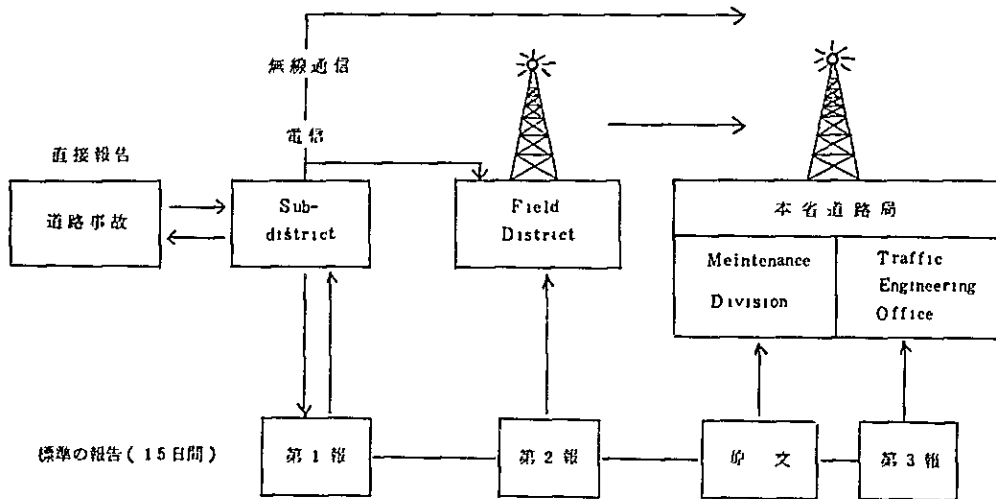 無線通信
電信
直接報告
道路事故
Sub-
district
Field
District
本省道路局
Meintenance
Division
Traffic
Engineering
Office
標準の報告(15日間)
第1報
第2報
原文
第3報